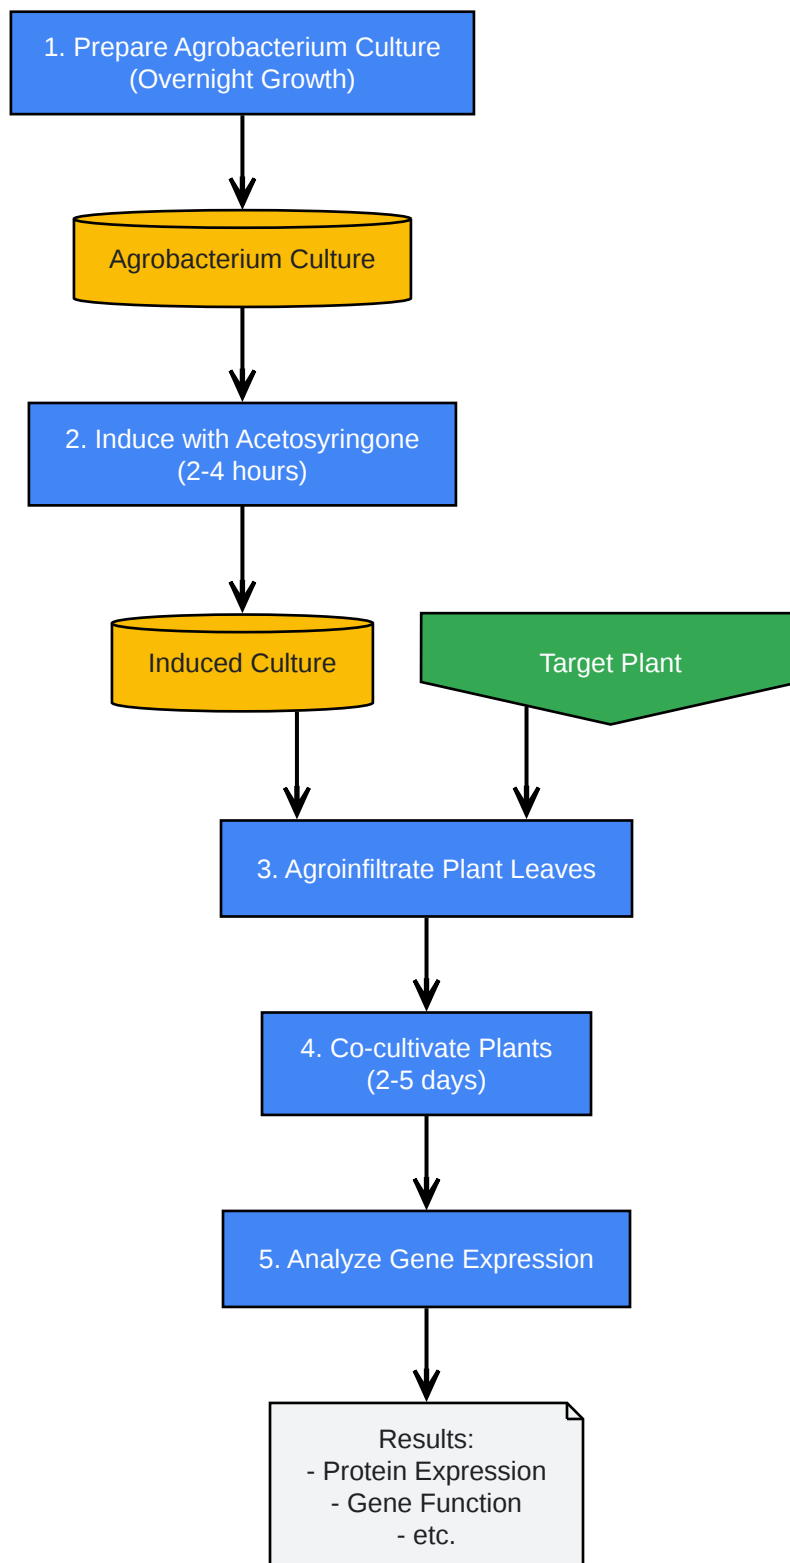 1. Prepare Agrobacterium Culture
(Overnight Growth)
Agrobacterium Culture
2. Induce with Acetosyringone
(2-4 hours)
Induced Culture
Target Plant
3. Agroinfiltrate Plant Leaves
4. Co-cultivate Plants
(2-5 days)
5. Analyze Gene Expression
Results:
- Protein Expression
- Gene Function
- etc.